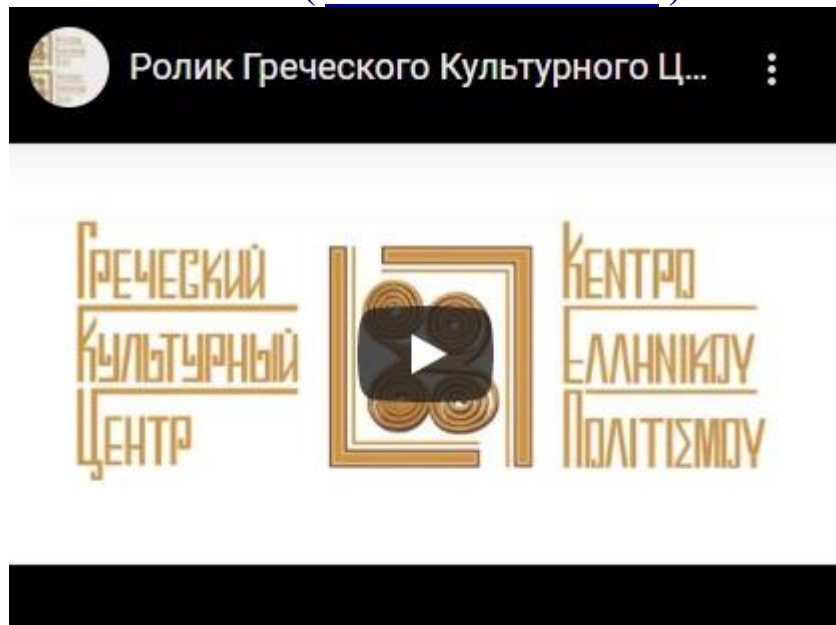 Ролик Греческого Культурного Ц...
ГРЕЧЕСКИЙ
КУЛЬТУРНЫЙ
ЦЕНТР
ΚΕΝΤΡΟ
ΕΛΛΗΝΙΚΟΥ
ΠΟΛΙΤΙΣΜΟΥ